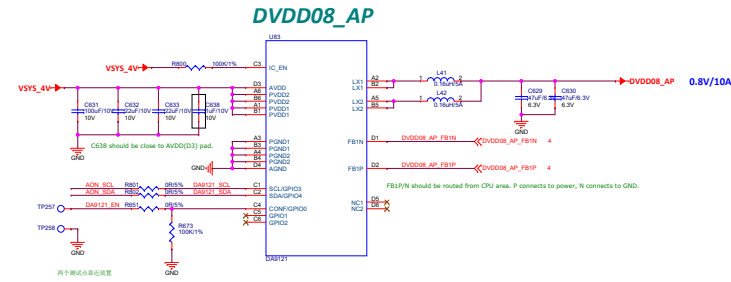 DVDD08_AP
U83
VSYS_4V
R800
100K/1%
C3
IC_EN
VSYS_4V
D3
AVDD
A6
PVDD2
B6
PVDD2
A1
PVDD1
B1
PVDD1
C631
100uF/10V
10V
C632
22uF/10V
10V
C633
22uF/10V
10V
C638
1uF/10V
10V
GND
C638 should be close to AVDD(D3) pad.
A3
PGND1
B3
PGND1
A4
PGND2
B4
PGND2
D4
AGND
GND
AON_SCL
R801
0R/5%
DA9121_SCL
C1
SCL/GPIO3
AON_SDA
R802
0R/5%
DA9121_SDA
C2
SDA/GPIO4
TP257
DA9121_EN
R651
0R/5%
C4
CONF/GPIO0
C5
GPIO1
C6
GPIO2
TP258
GND
R673
100K/1%
GND
DA9121
两个测试点靠近放置
LX1
A2
LX1
B2
L41
1
2
0.16uH/5A
LX2
A5
LX2
B5
L42
1
2
0.16uH/5A
DVDD08_AP
0.8V/10A
C629
47uF/6.3V
6.3V
C630
47uF/6.3V
6.3V
GND
FB1N
D1
DVDD08_AP_FB1N
DVDD08_AP_FB1N
4
FB1P
D2
DVDD08_AP_FB1P
DVDD08_AP_FB1P
4
FB1P/N should be routed from CPU area. P connects to power, N connects to GND.
NC1
D5
NC2
D6